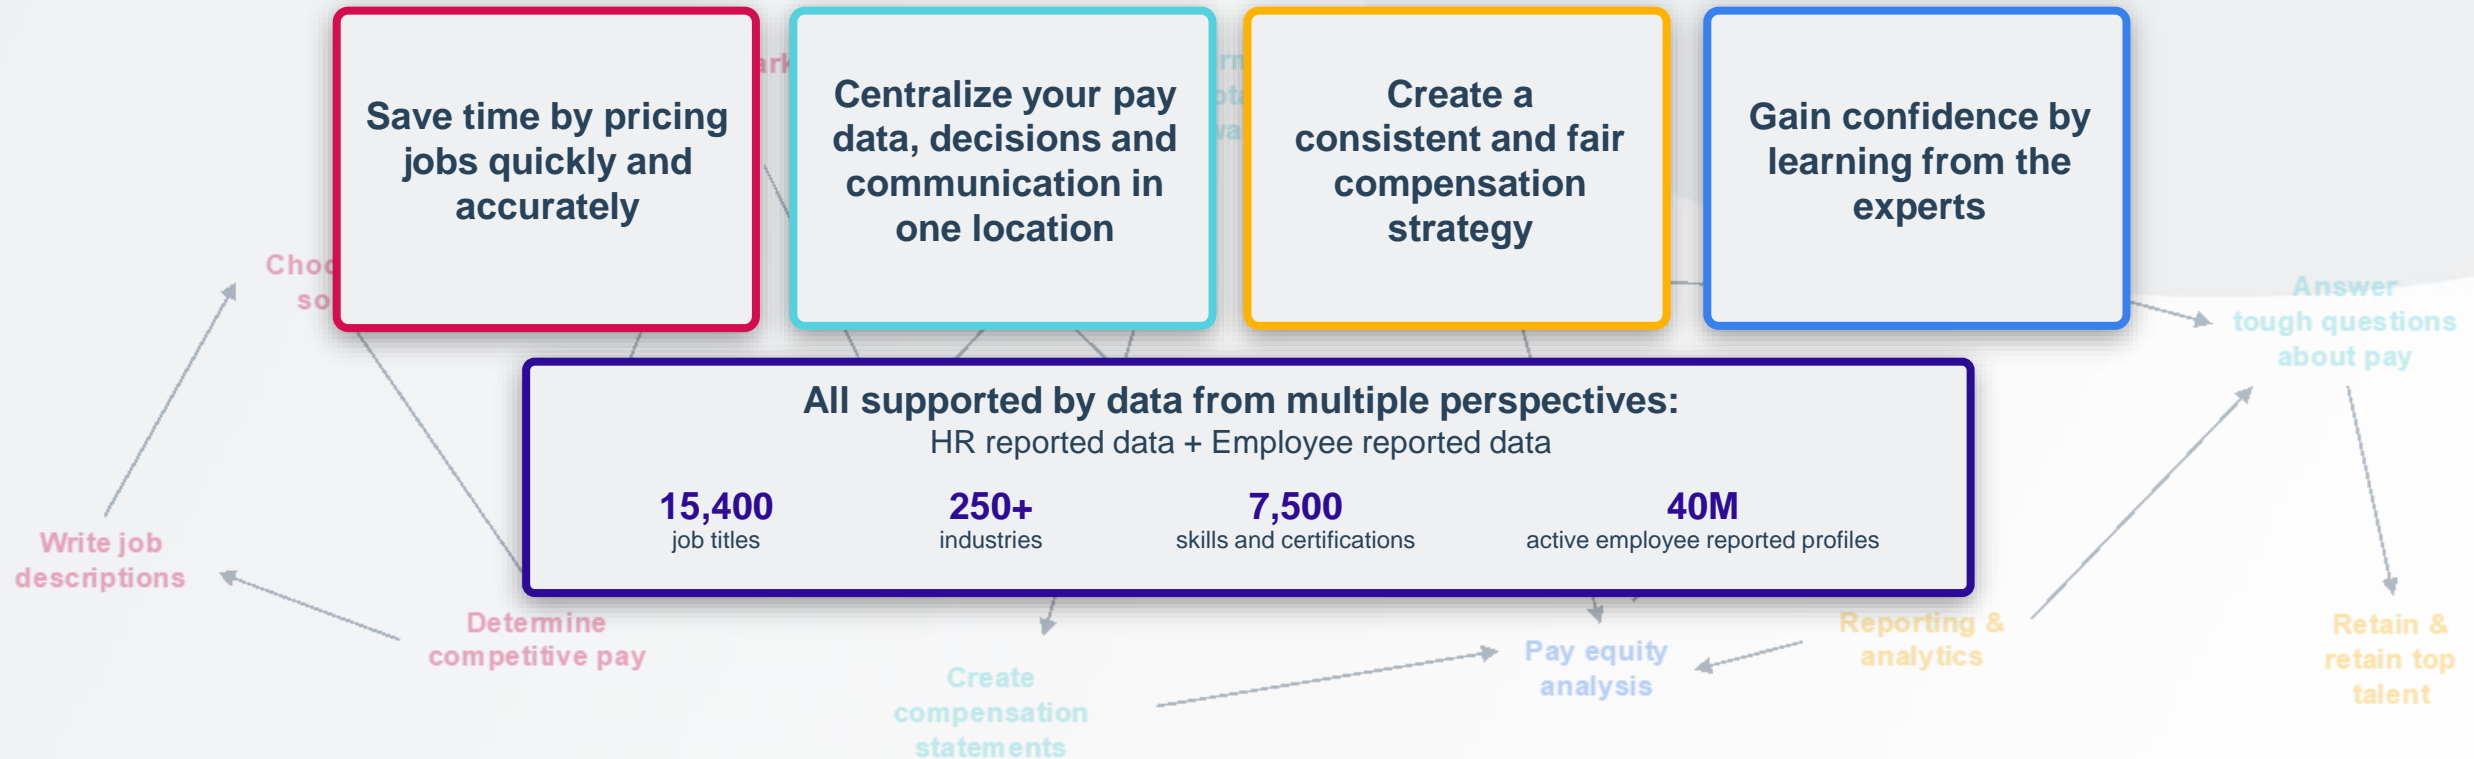 Save time by pricing
jobs quickly and
accurately
Centralize your pay
data, decisions and
communication in
one location
Create a
consistent and fair
compensation
strategy
Gain confidence by
learning from the
experts
All supported by data from multiple perspectives:
HR reported data + Employee reported data
15,400
job titles
250+
industries
7,500
skills and certifications
40M
active employee reported profiles
Answer
tough questions
about pay
Write job
descriptions
Determine
competitive pay
Create
compensation
statements
Pay equity
analysis
Reporting &
analytics
Retain &
retain top
talent